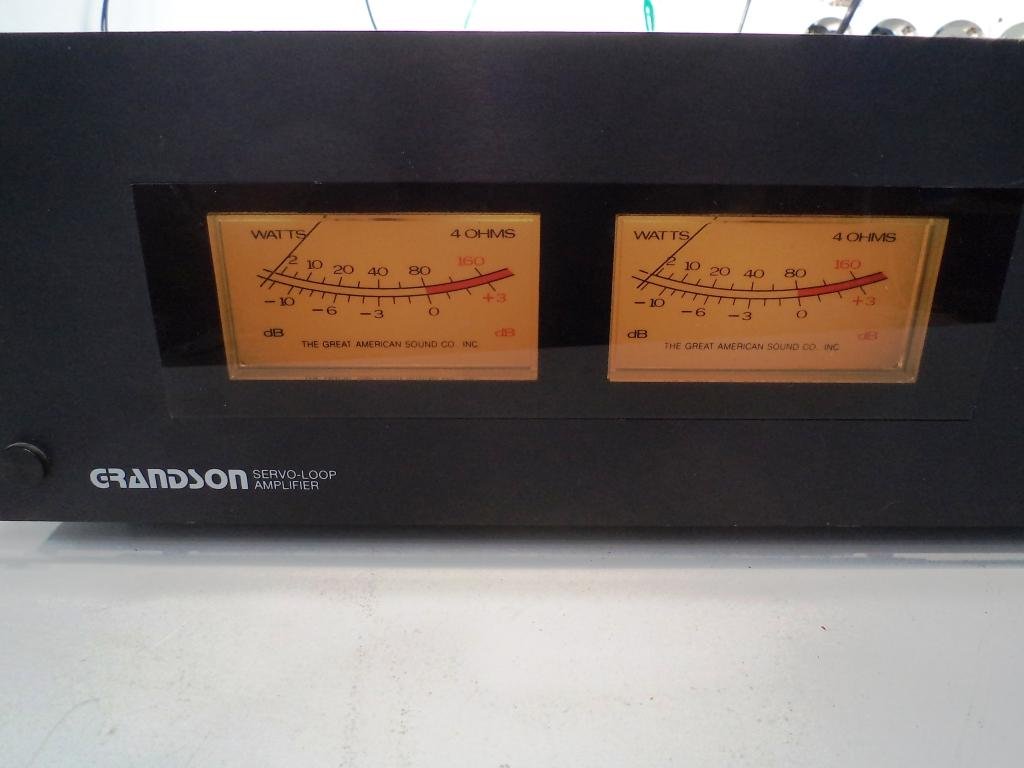 WATTS 4 OHMS
2 10 20 40 80 160
-10 -6 -3 0 +3
dB dB
THE GREAT AMERICAN SOUND CO. INC.
WATTS 4 OHMS
2 10 20 40 80 160
-10 -6 -3 0 +3
dB dB
THE GREAT AMERICAN SOUND CO. INC.
GRANDSON SERVO-LOOP
AMPLIFIER